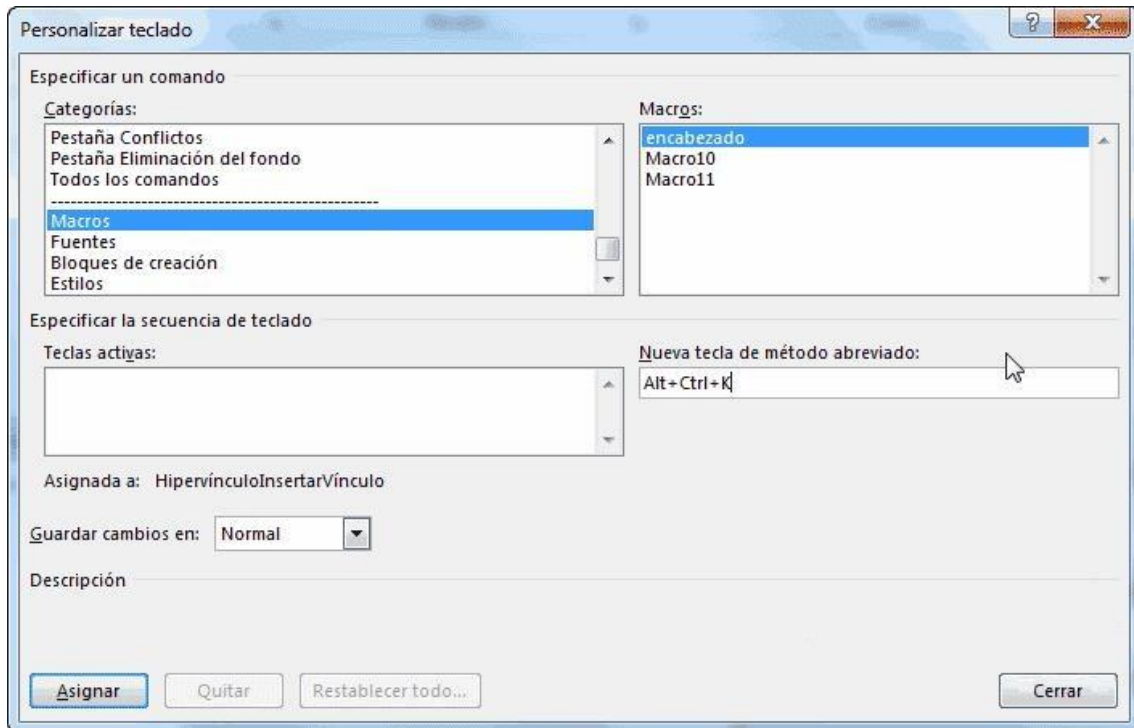 Personalizar teclado
Especificar un comando
Categorías:
Pestaña Conflictos
Pestaña Eliminación del fondo
Todos los comandos
--------------------------------------------------
Macros
Fuentes
Bloques de creación
Estilos
Macros:
encabezado
Macro10
Macro11
Especificar la secuencia de teclado
Teclas activas:
Nueva tecla de método abreviado:
Alt+Ctrl+K
Asignada a: HipervínculoInsertarVínculo
Guardar cambios en: Normal
Descripción
Asignar Quitar Restablecer todo... Cerrar